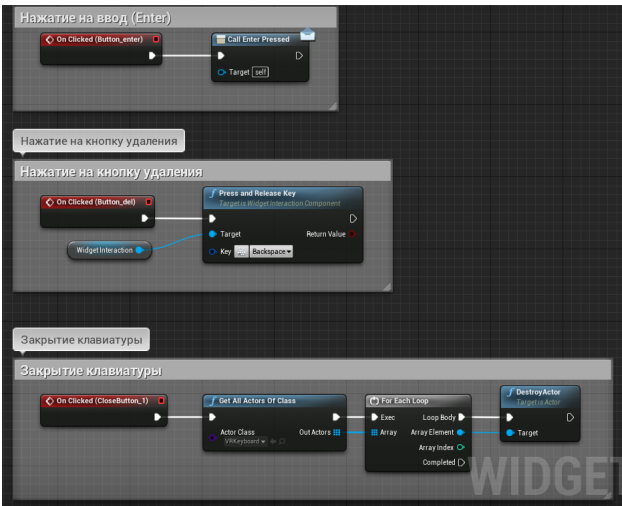 Нажатие на ввод (Enter)
On Clicked (Button_enter)
Call Enter Pressed
Target self
Нажатие на кнопку удаления
Нажатие на кнопку удаления
On Clicked (Button_del)
Press and Release Key
Target is Widget Interaction Component
Target Return Value
Widget Interaction
Key Backspace
Закрытие клавиатуры
Закрытие клавиатуры
On Clicked (CloseButton_1)
Get All Actors Of Class
Actor Class Out Actors
VRKeyboard
For Each Loop
Exec Loop Body
Array Array Element
Array Index
Completed
DestroyActor
Target is Actor
Target
WIDGET